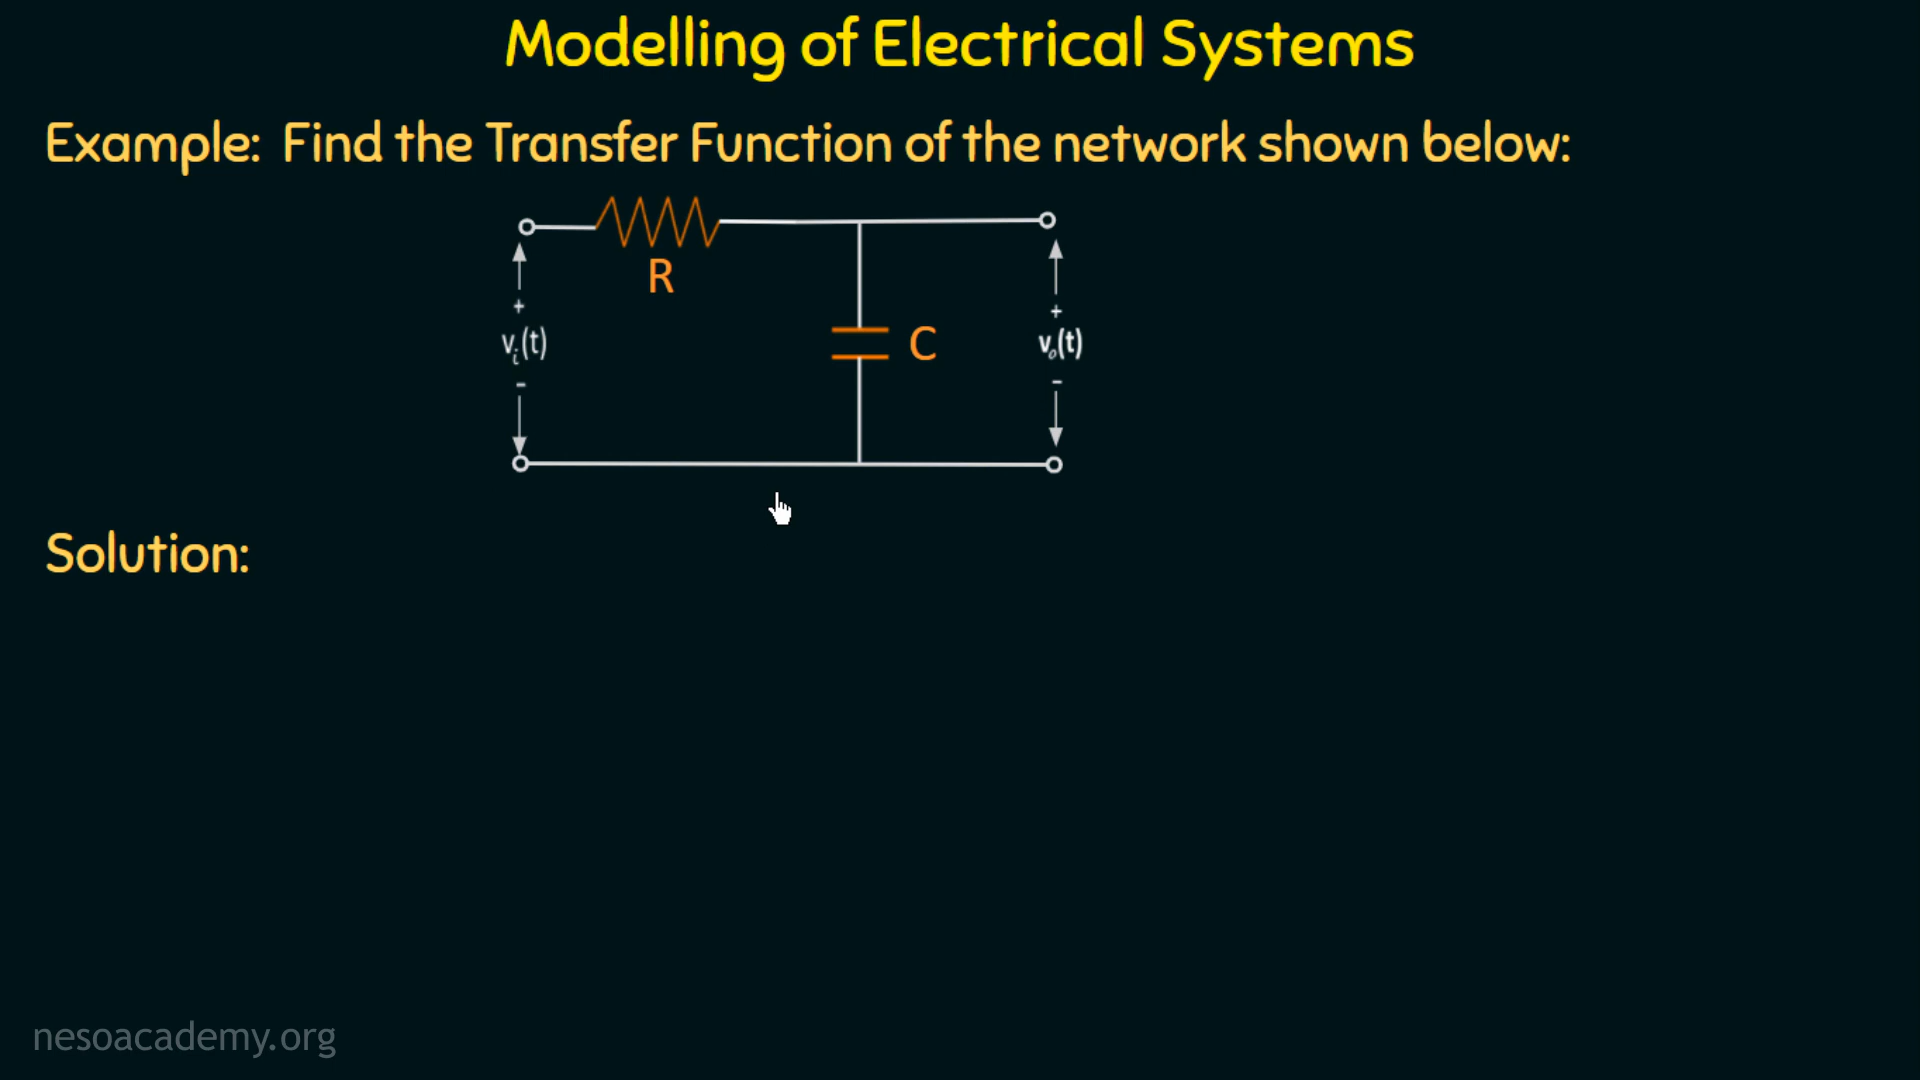 Modelling of Electrical Systems
Example: Find the Transfer Function of the network shown below:
R
+
+
vᵢ(t)
C
vₒ(t)
-
-
Solution:
nesoacademy.org